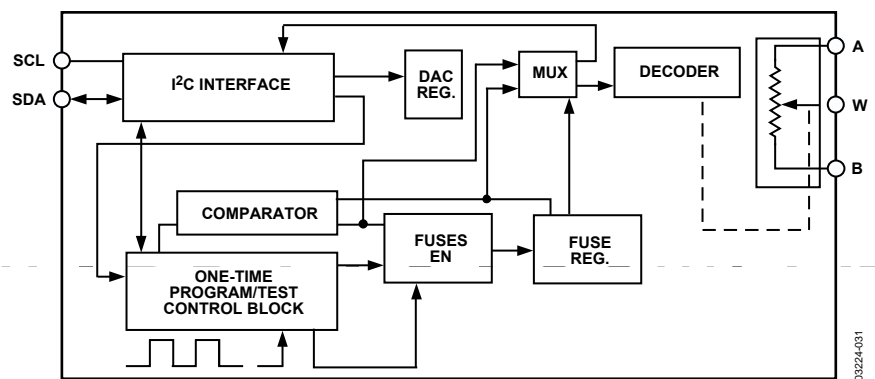 SCL
SDA
I2C INTERFACE
DAC
REG.
MUX
DECODER
A
W
B
COMPARATOR
FUSES
EN
FUSE
REG.
ONE-TIME
PROGRAM/TEST
CONTROL BLOCK
03224-031